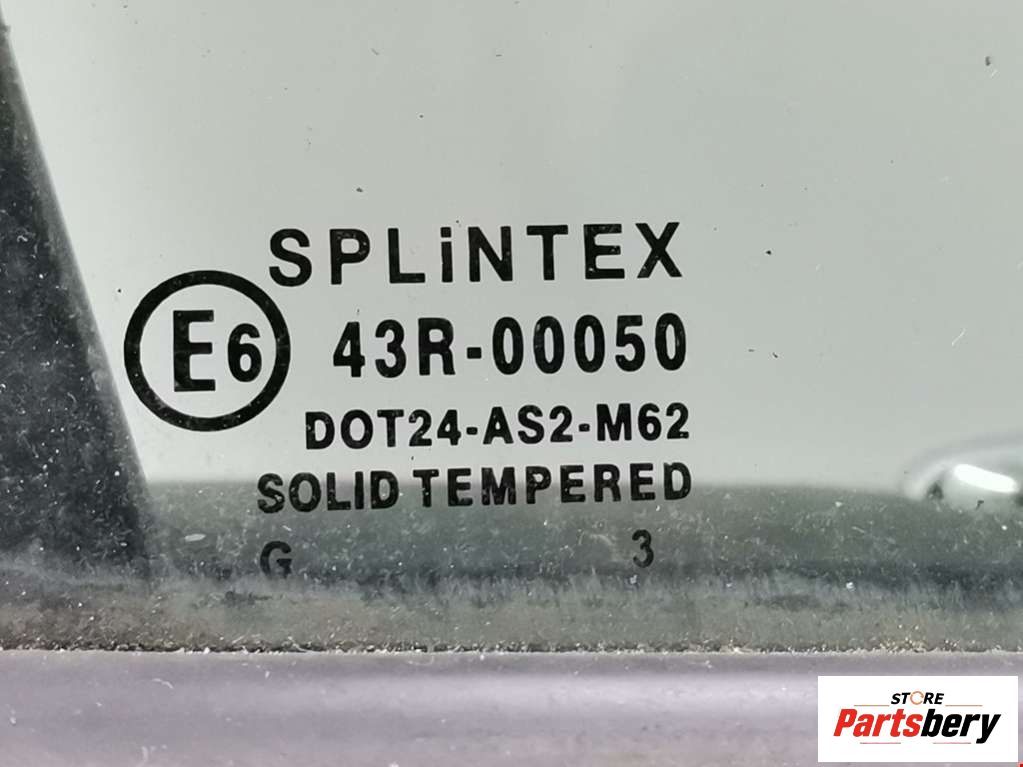 SPLiNTEX
E6 43R-00050
DOT24-AS2-M62
SOLID TEMPERED
G 3
STORE
Partsbery